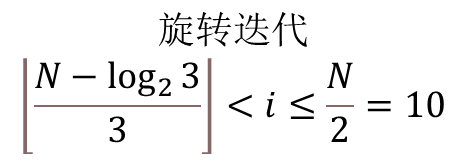 旋转迭代
⌊(N − log₂ 3)/3⌋ < i ≤ N/2 = 10